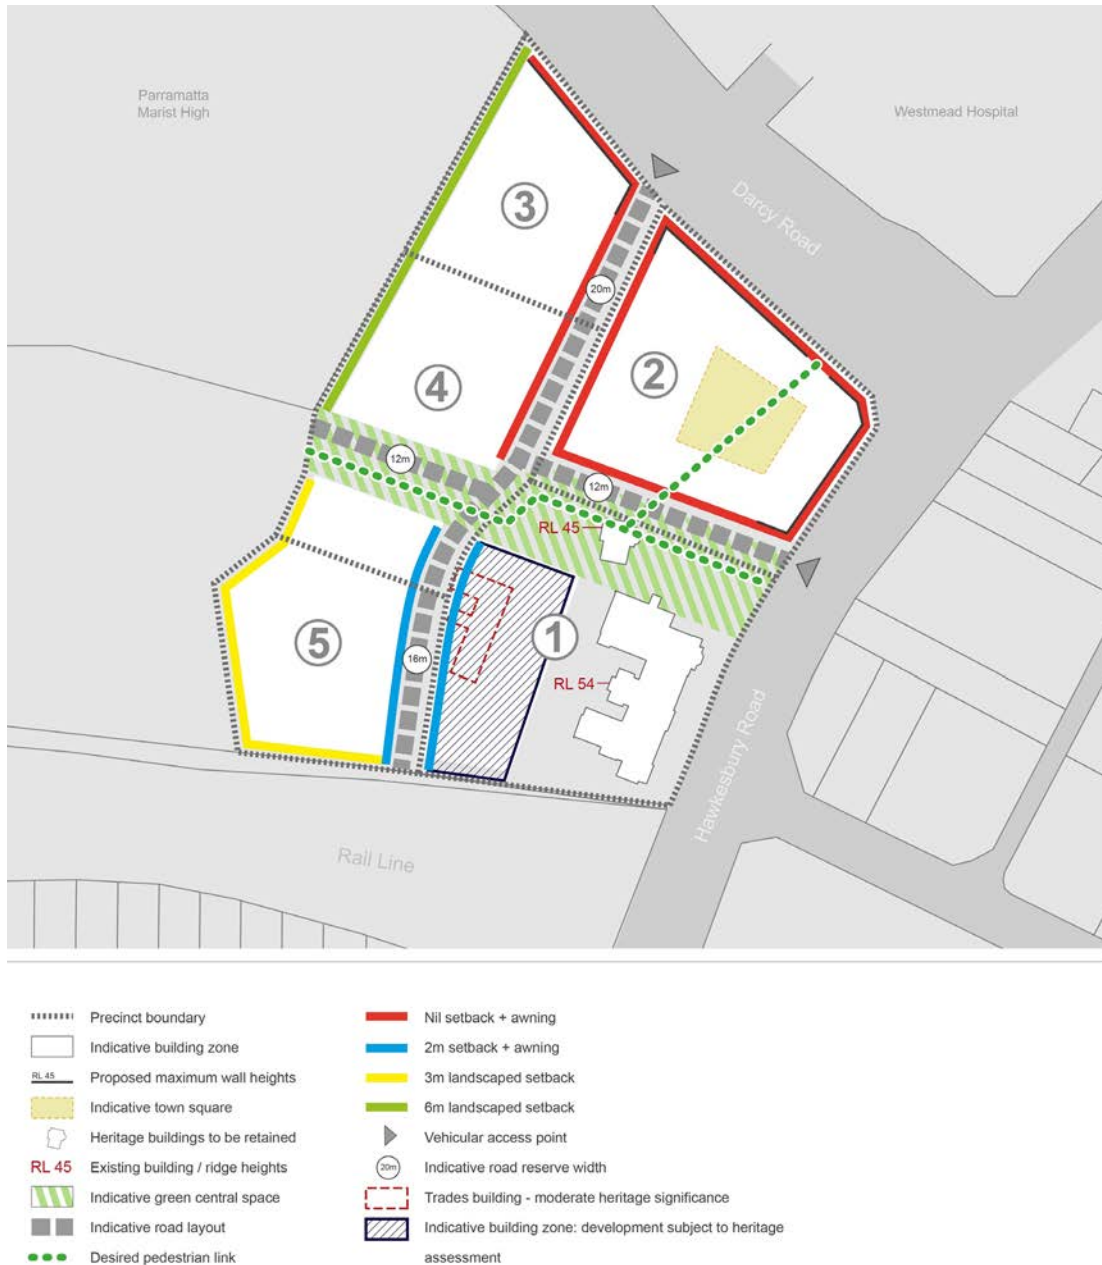 Parramatta
Marist High
Westmead Hospital
Darcy Road
3
20m
2
4
12m
12m
RL 45
1
5
16m
RL 54
Hawkesbury Road
Rail Line
Precinct boundary
Indicative building zone
RL 45
Proposed maximum wall heights
Indicative town square
Heritage buildings to be retained
RL 45
Existing building / ridge heights
Indicative green central space
Indicative road layout
Desired pedestrian link
Nil setback + awning
2m setback + awning
3m landscaped setback
6m landscaped setback
Vehicular access point
20m
Indicative road reserve width
Trades building - moderate heritage significance
Indicative building zone: development subject to heritage
assessment